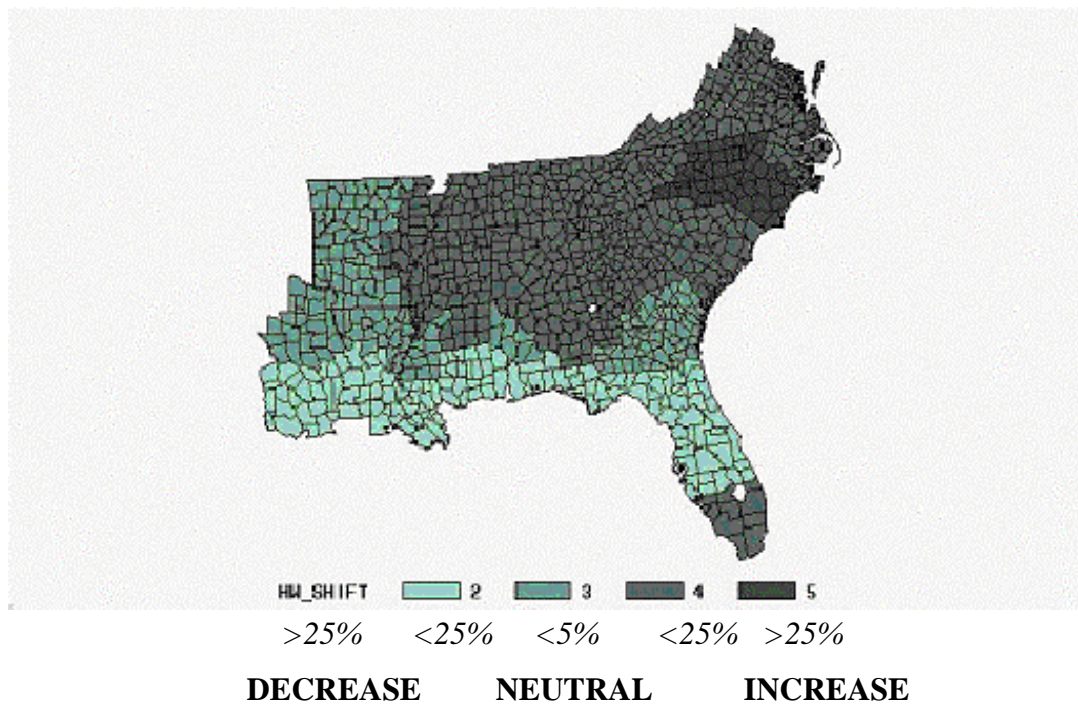 HW_SHIFT 2 3 4 5
>25% <25% <5% <25% >25%
DECREASE NEUTRAL INCREASE